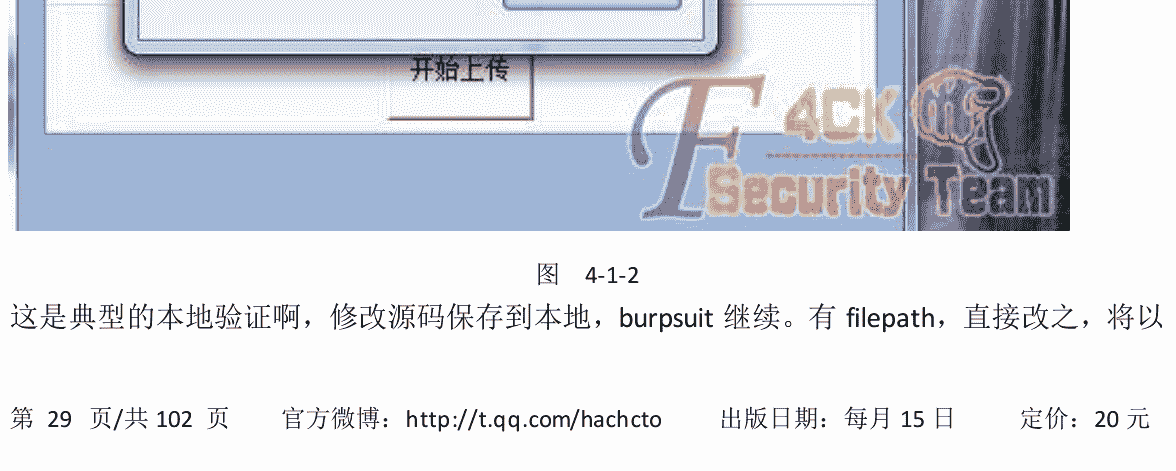 开始上传
F4CK
Security Team
图 4-1-2
这是典型的本地验证啊，修改源码保存到本地，burpsuit 继续。有 filepath，直接改之，将以
第 29 页/共 102 页 官方微博：http://t.qq.com/hachcto 出版日期：每月 15 日 定价：20 元